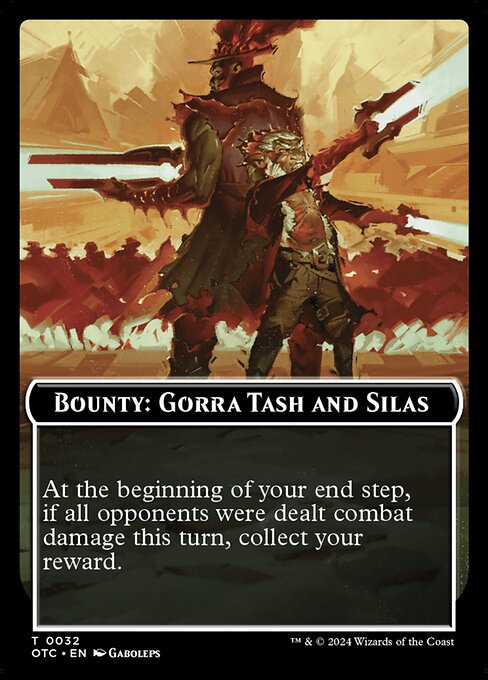 Bounty: Gorra Tash and Silas
At the beginning of your end step,
if all opponents were dealt combat
damage this turn, collect your
reward.
T 0032
OTC • EN Gaboleps
™ & © 2024 Wizards of the Coast